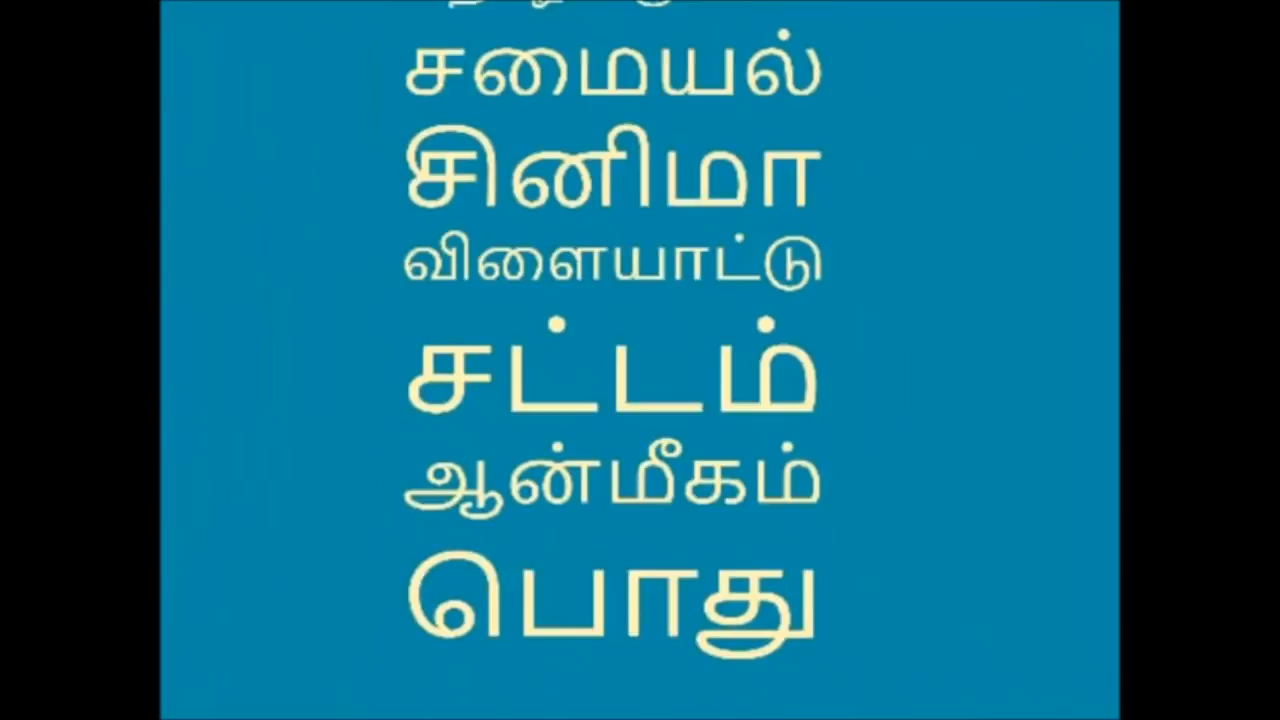 சமையல்
சினிமா
விளையாட்டு
சட்டம்
ஆன்மீகம்
பொது